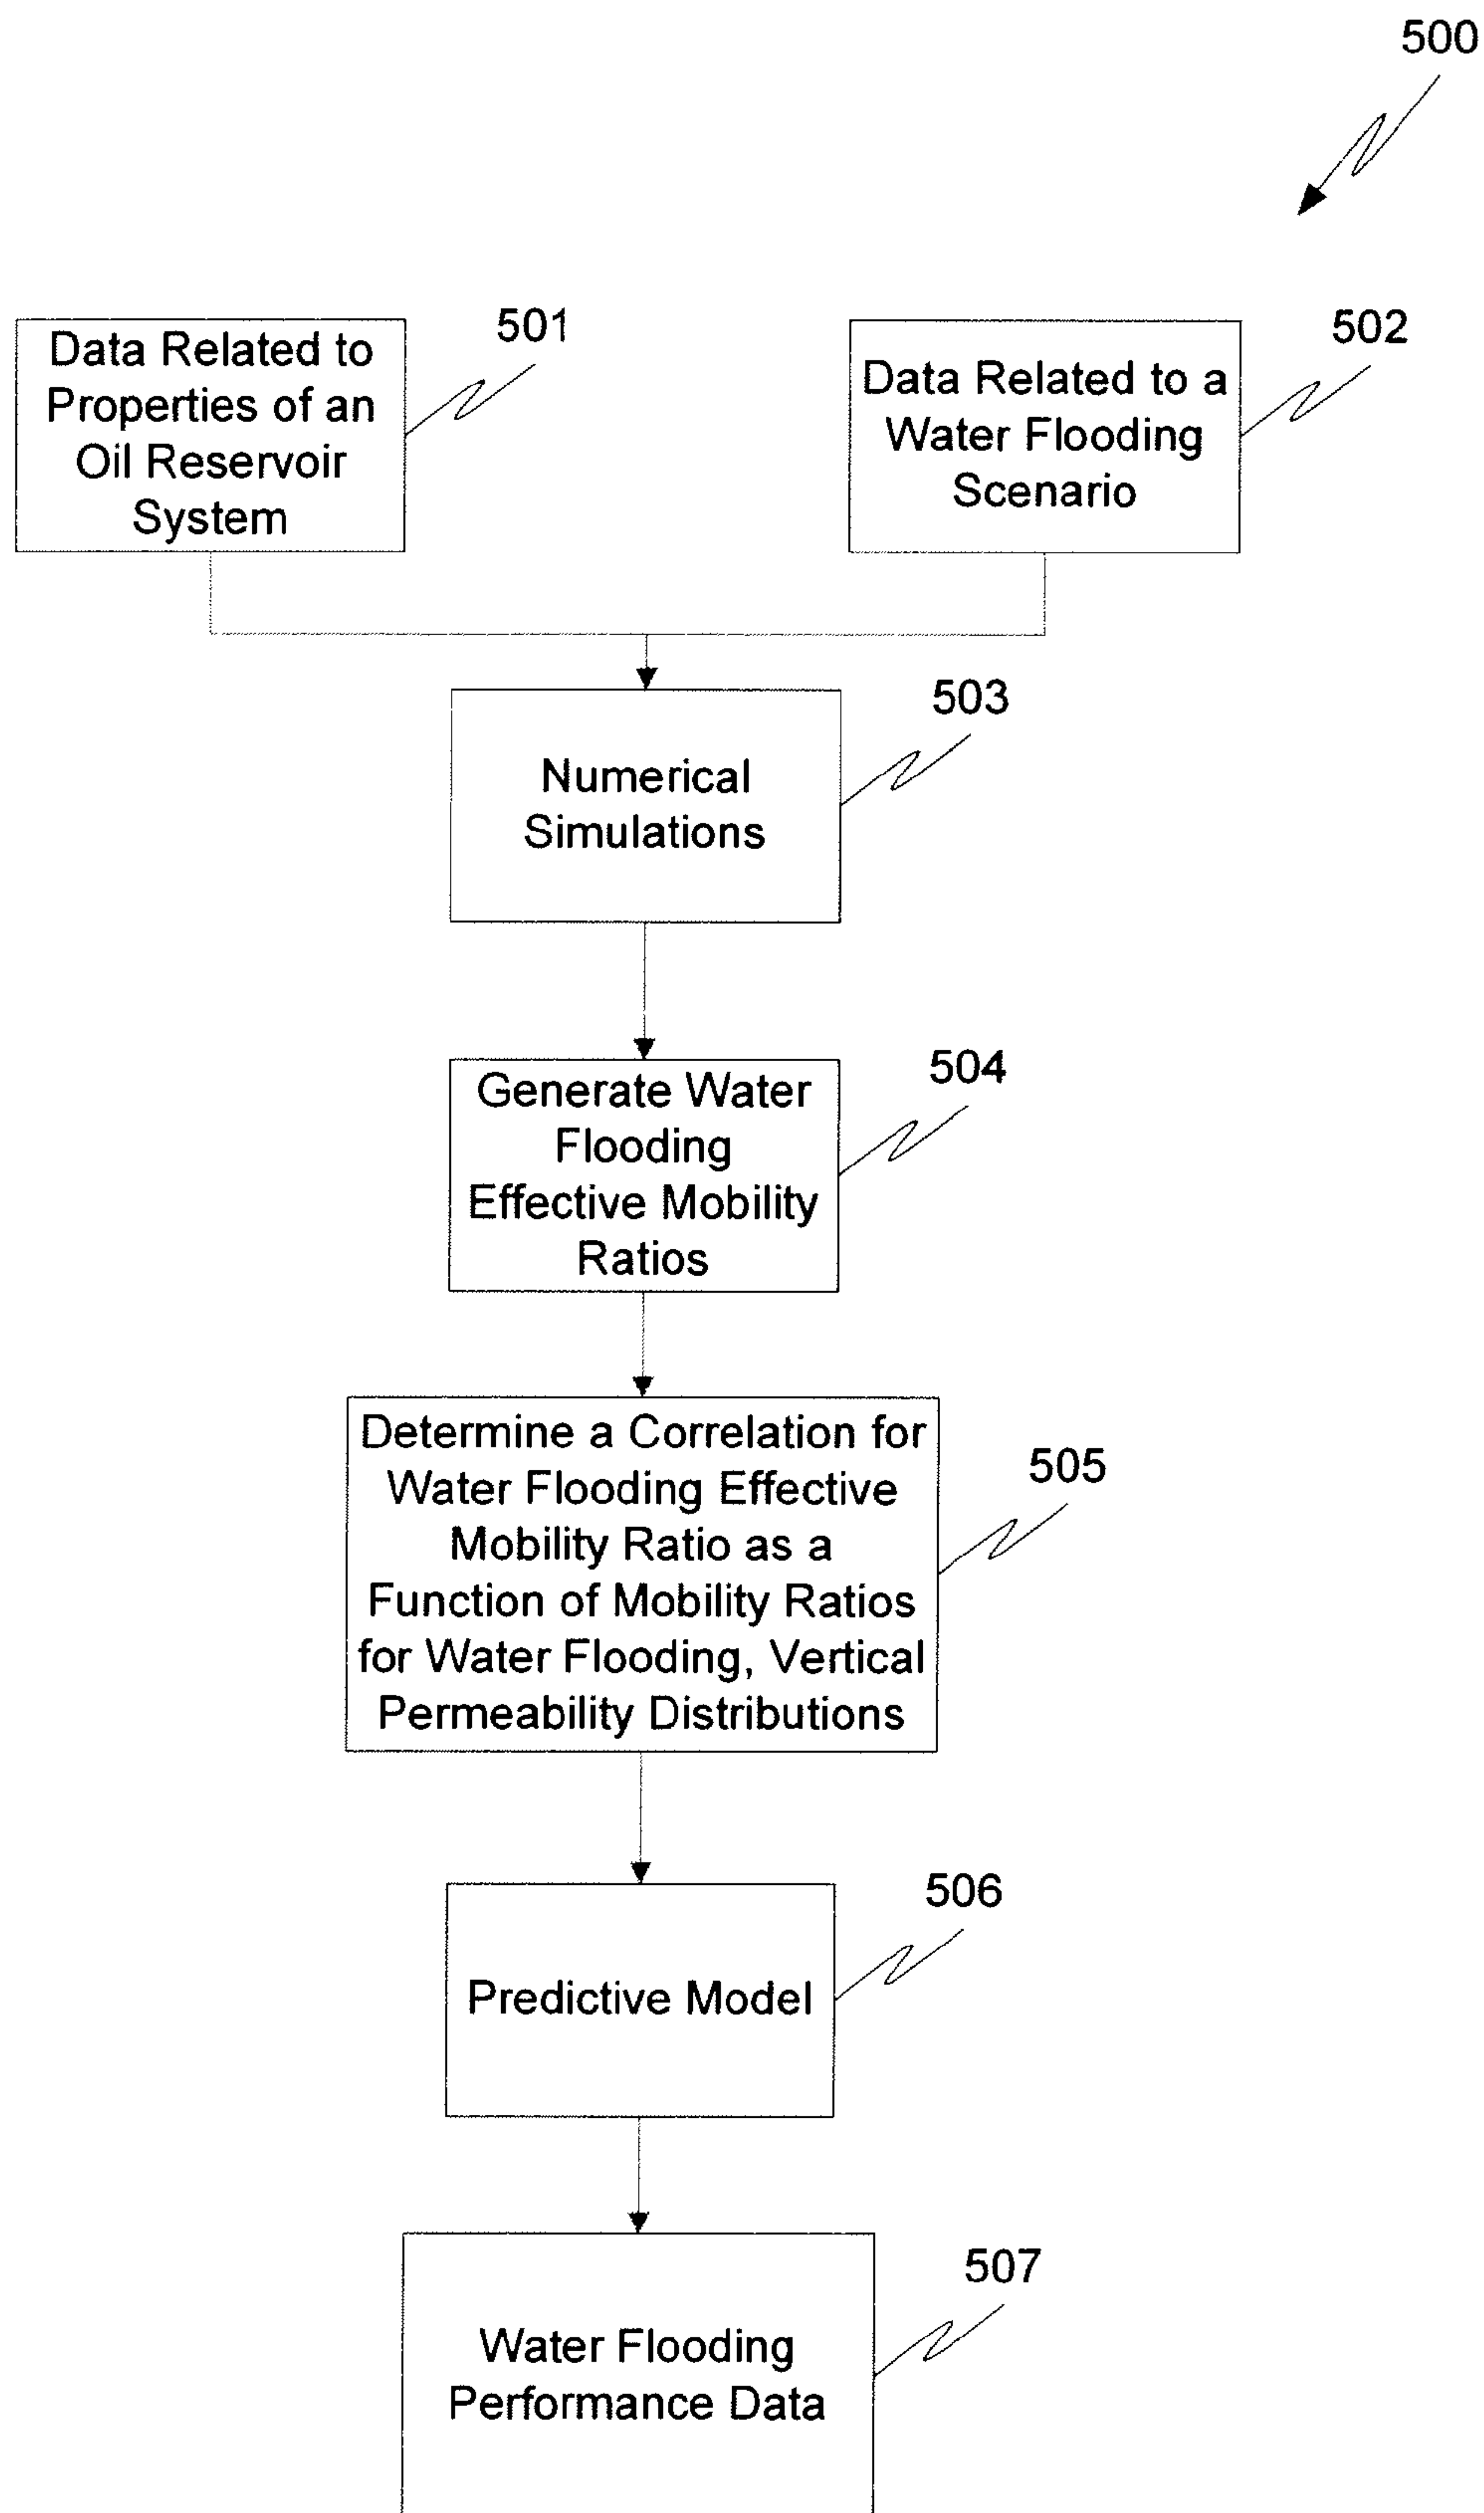 500
Data Related to
Properties of an
Oil Reservoir
System
501
Data Related to a
Water Flooding
Scenario
502
Numerical
Simulations
503
Generate Water
Flooding
Effective Mobility
Ratios
504
Determine a Correlation for
Water Flooding Effective
Mobility Ratio as a
Function of Mobility Ratios
for Water Flooding, Vertical
Permeability Distributions
505
Predictive Model
506
Water Flooding
Performance Data
507